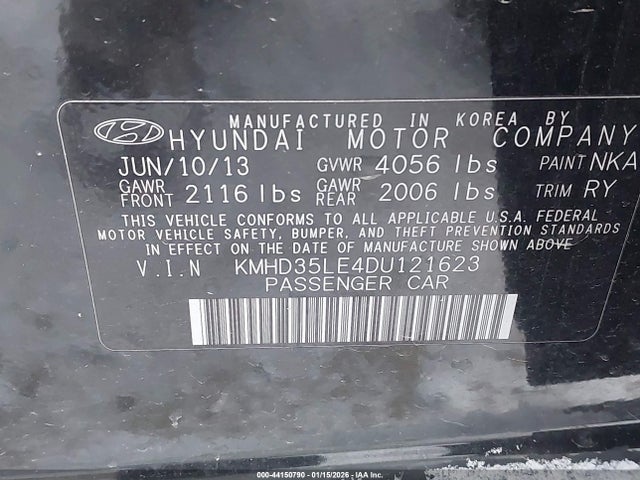 MANUFACTURED IN KOREA BY
HYUNDAI MOTOR COMPANY
JUN/10/13 GVWR 4056 lbs PAINT NKA
GAWR FRONT 2116 lbs GAWR REAR 2006 lbs TRIM RY
THIS VEHICLE CONFORMS TO ALL APPLICABLE U.S.A. FEDERAL
MOTOR VEHICLE SAFETY, BUMPER, AND THEFT PREVENTION STANDARDS
IN EFFECT ON THE DATE OF MANUFACTURE SHOWN ABOVE
V.I.N KMHD35LE4DU121623
PASSENGER CAR
000-44150790 - 01/15/2026 - IAA Inc.